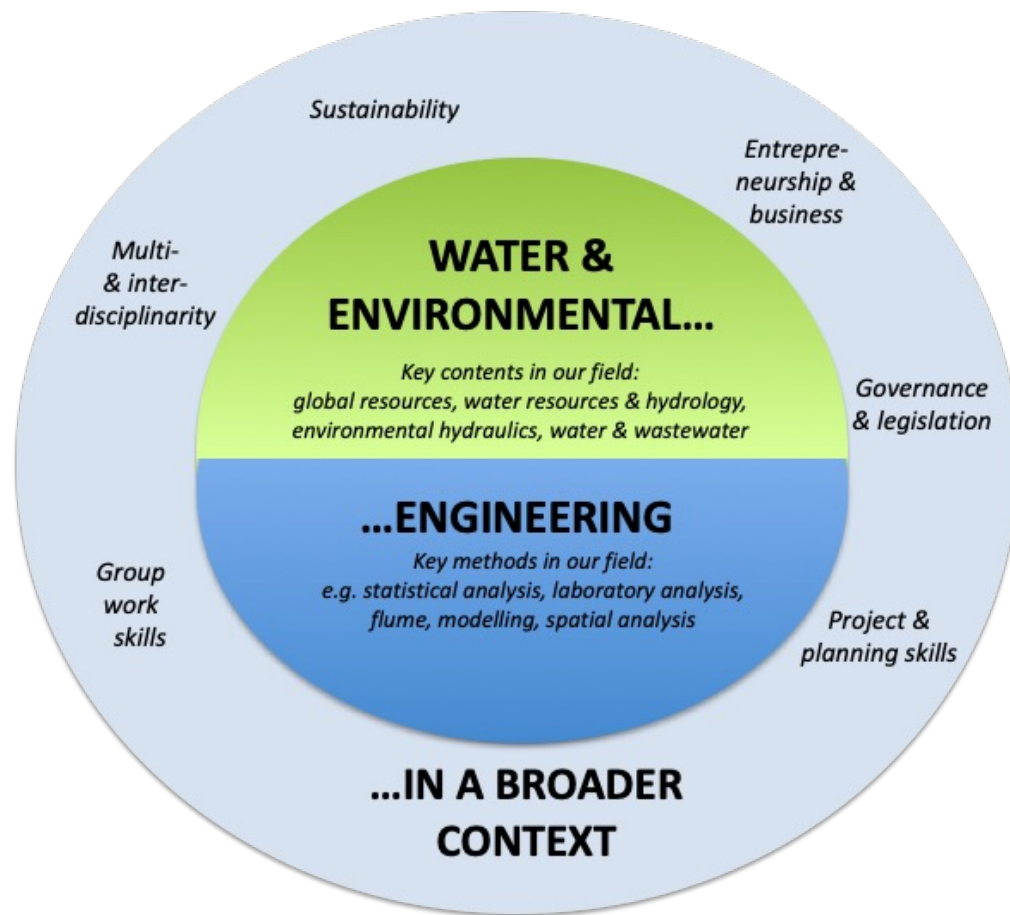 Sustainability
Entrepre-
neurship &
business
Multi-
& inter-
disciplinarity
WATER &
ENVIRONMENTAL...
Key contents in our field:
global resources, water resources & hydrology,
environmental hydraulics, water & wastewater
Governance
& legislation
...ENGINEERING
Key methods in our field:
e.g. statistical analysis, laboratory analysis,
flume, modelling, spatial analysis
Group
work
skills
Project &
planning skills
...IN A BROADER
CONTEXT